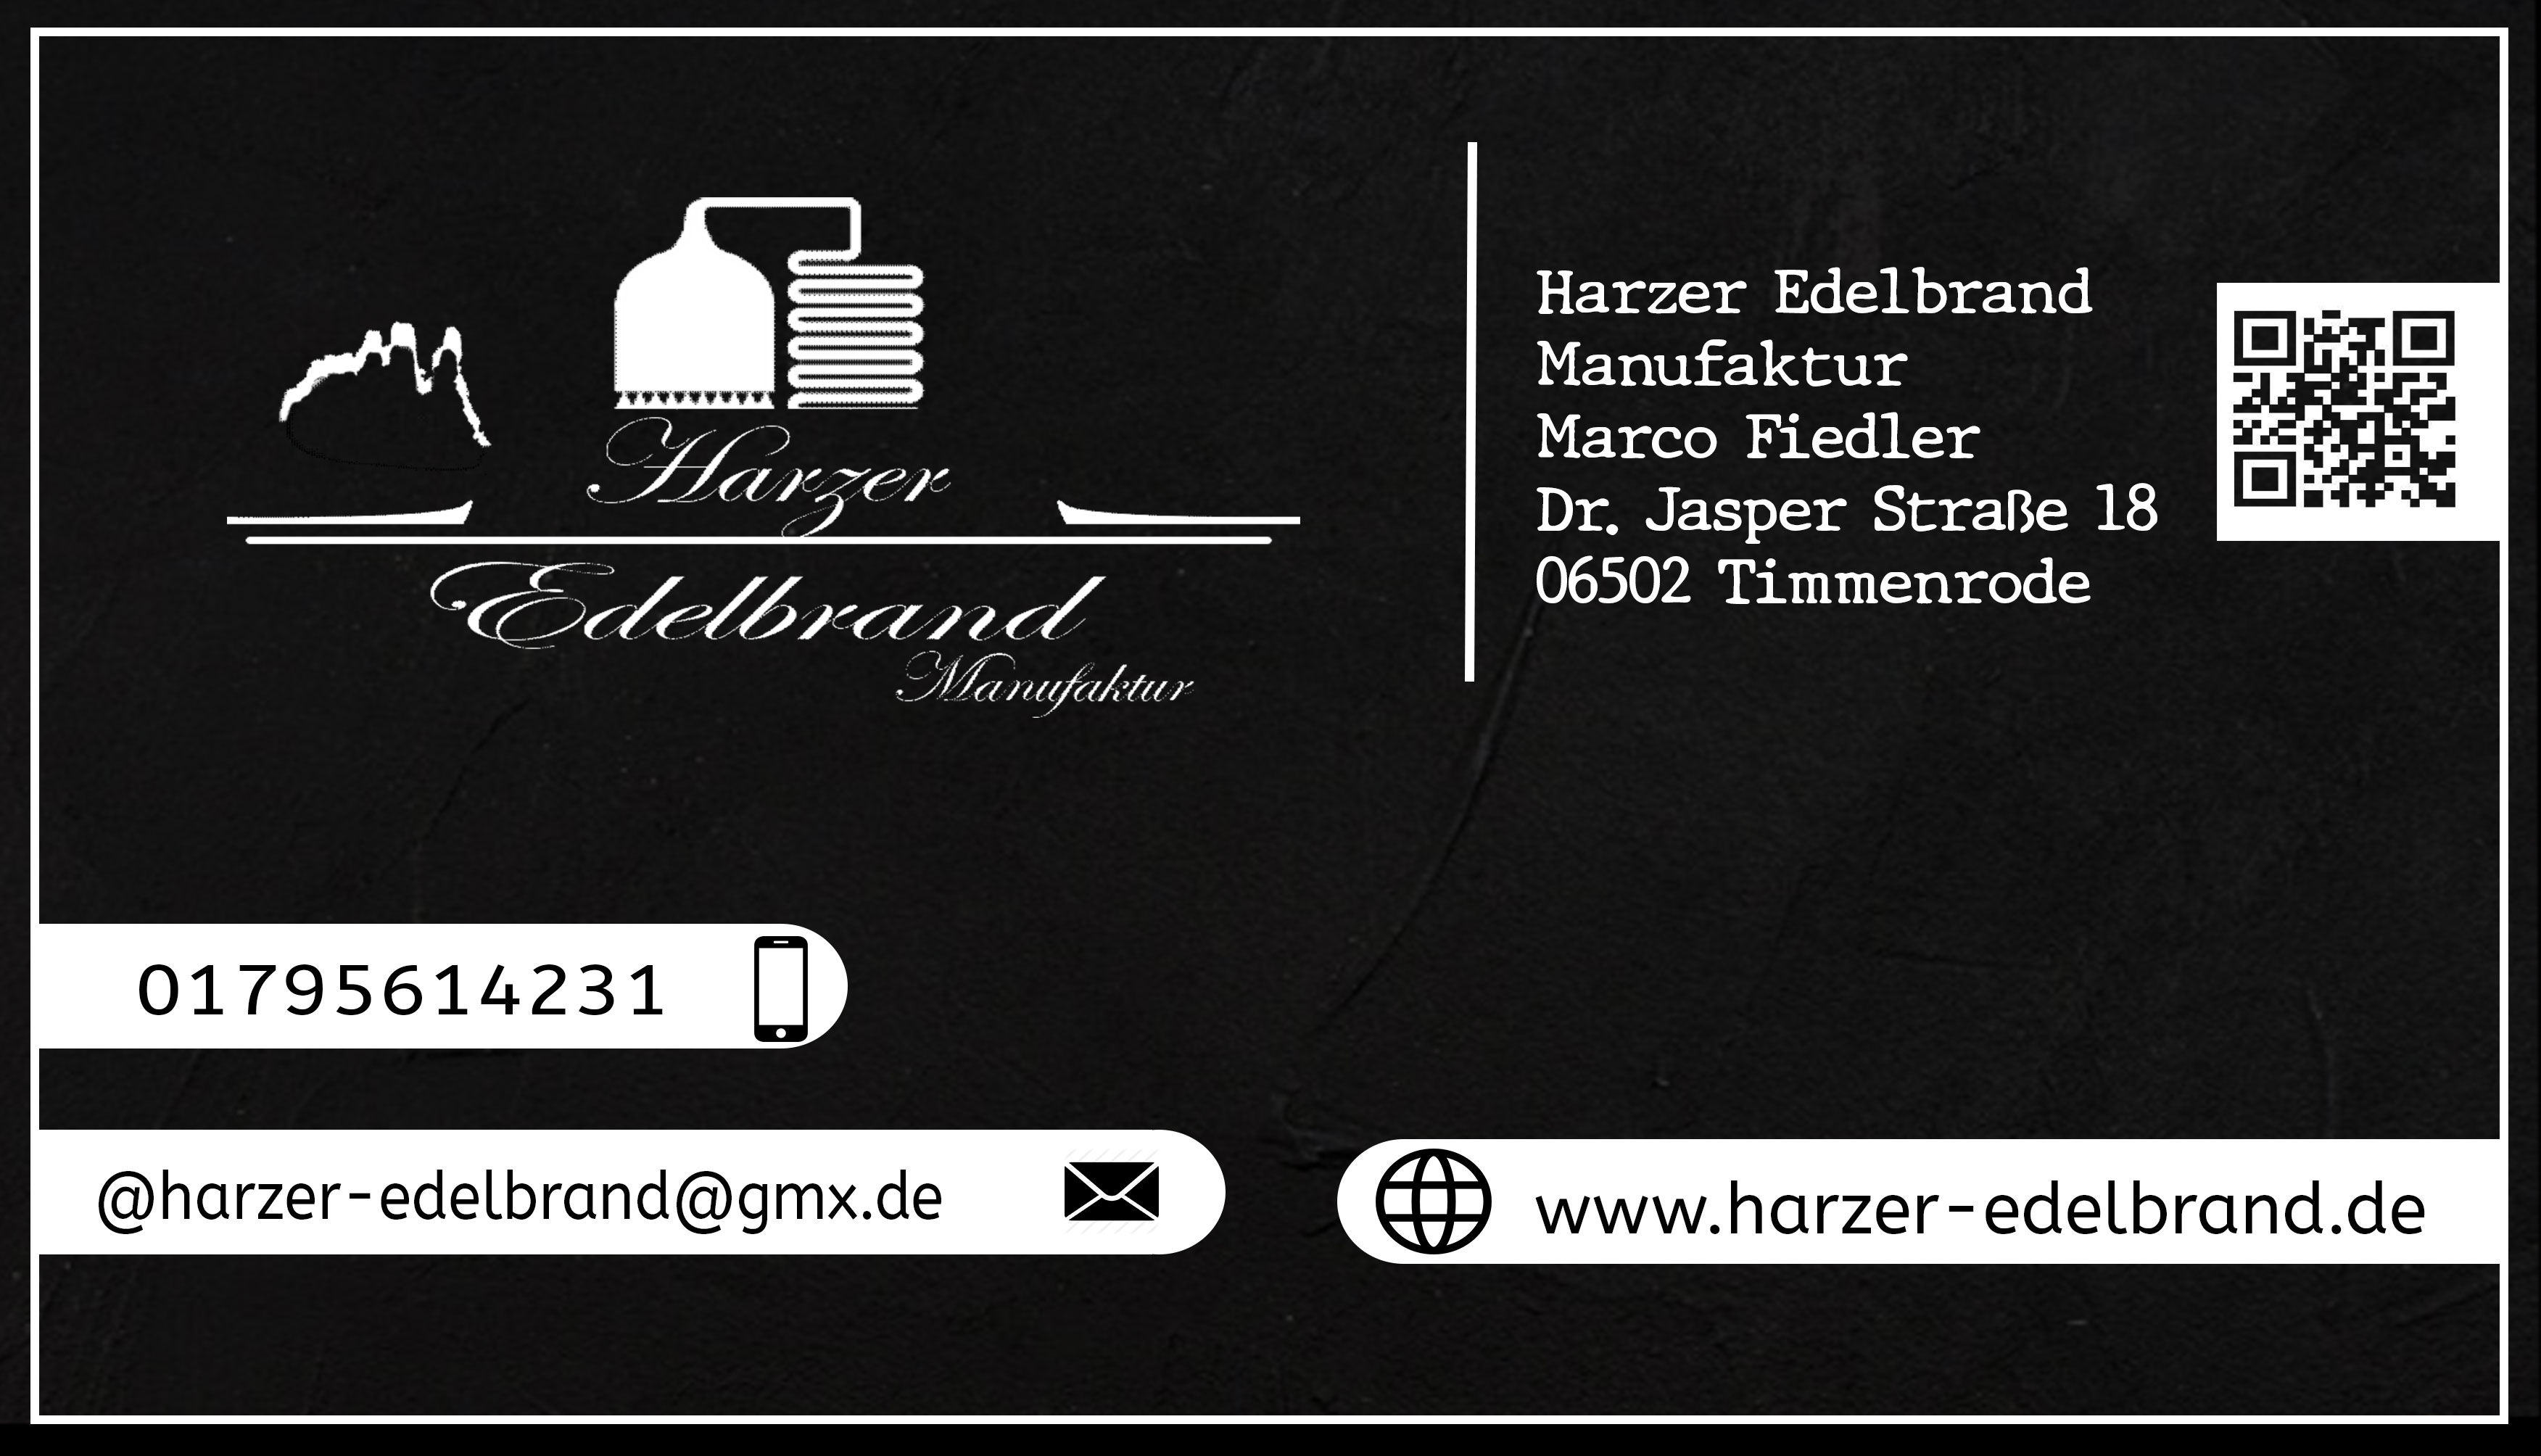 Harzer
Edelbrand
Manufaktur
Harzer Edelbrand
Manufaktur
Marco Fiedler
Dr. Jasper Straße 18
06502 Timmenrode
01795614231
@harzer-edelbrand@gmx.de
www.harzer-edelbrand.de